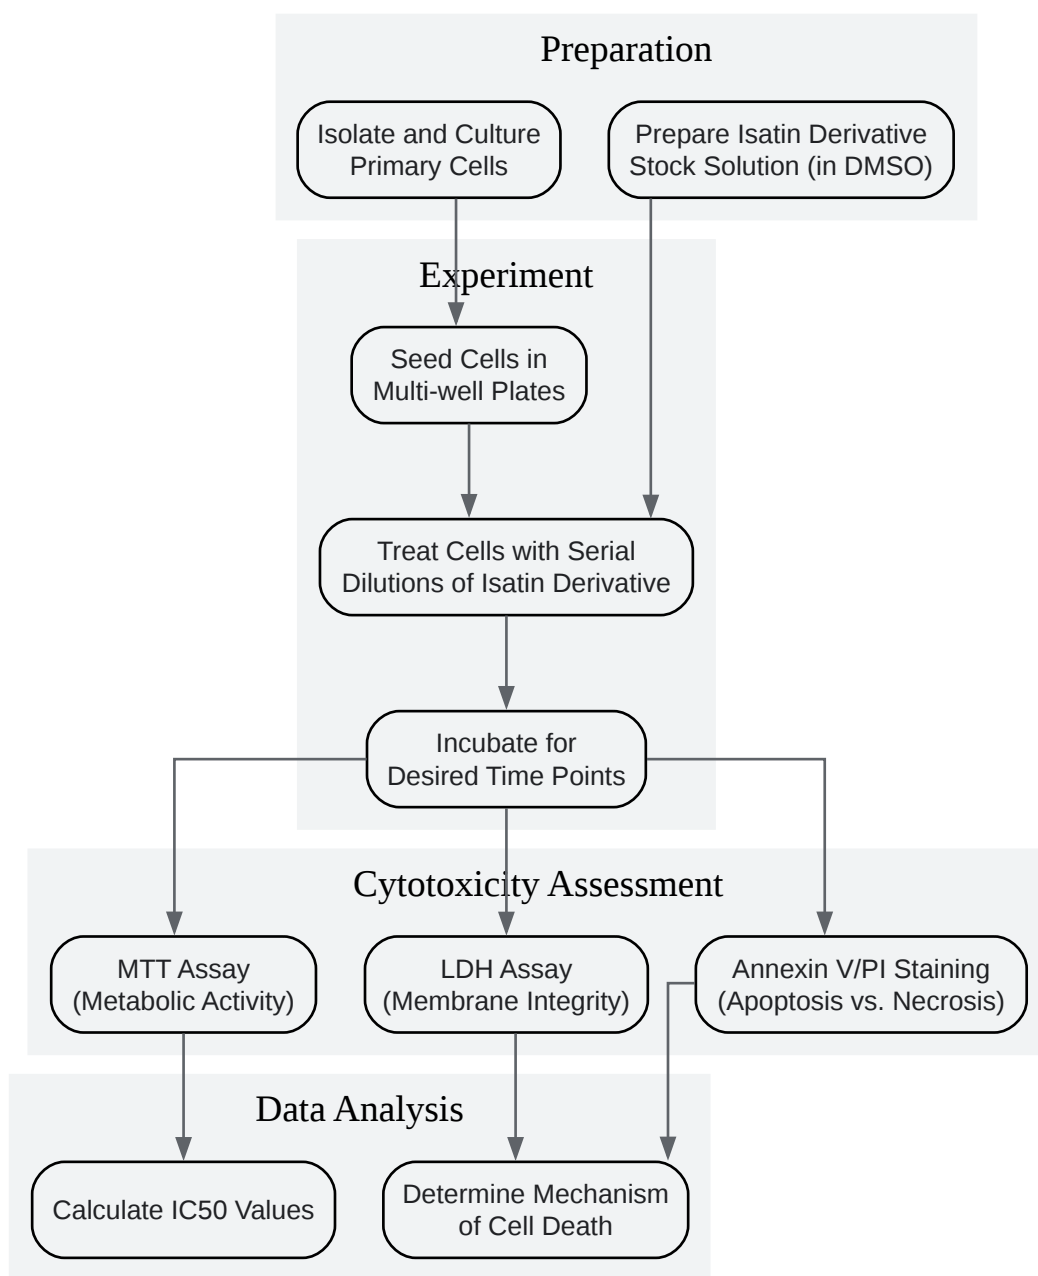 Preparation
Isolate and Culture
Primary Cells
Prepare Isatin Derivative
Stock Solution (in DMSO)
Experiment
Seed Cells in
Multi-well Plates
Treat Cells with Serial
Dilutions of Isatin Derivative
Incubate for
Desired Time Points
Cytotoxicity Assessment
MTT Assay
(Metabolic Activity)
LDH Assay
(Membrane Integrity)
Annexin V/PI Staining
(Apoptosis vs. Necrosis)
Data Analysis
Calculate IC50 Values
Determine Mechanism
of Cell Death